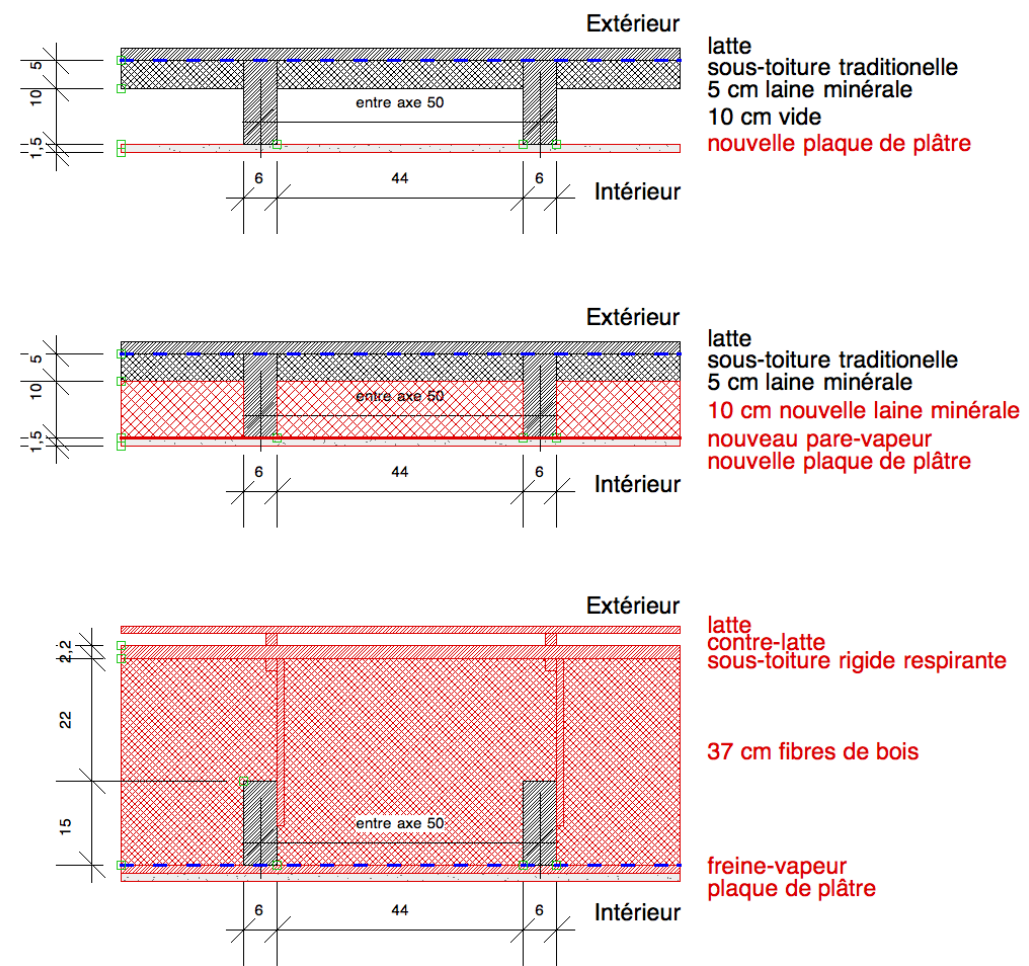 Extérieur
latte
sous-toiture traditionelle
5 cm laine minérale
10 cm vide
nouvelle plaque de plâtre
5
10
1,5
entre axe 50
6
44
6
Intérieur
Extérieur
latte
sous-toiture traditionelle
5 cm laine minérale
10 cm nouvelle laine minérale
nouveau pare-vapeur
nouvelle plaque de plâtre
5
10
1,5
entre axe 50
6
44
6
Intérieur
Extérieur
latte
contre-latte
sous-toiture rigide respirante
37 cm fibres de bois
freine-vapeur
plaque de plâtre
2,2
22
15
entre axe 50
6
44
6
Intérieur